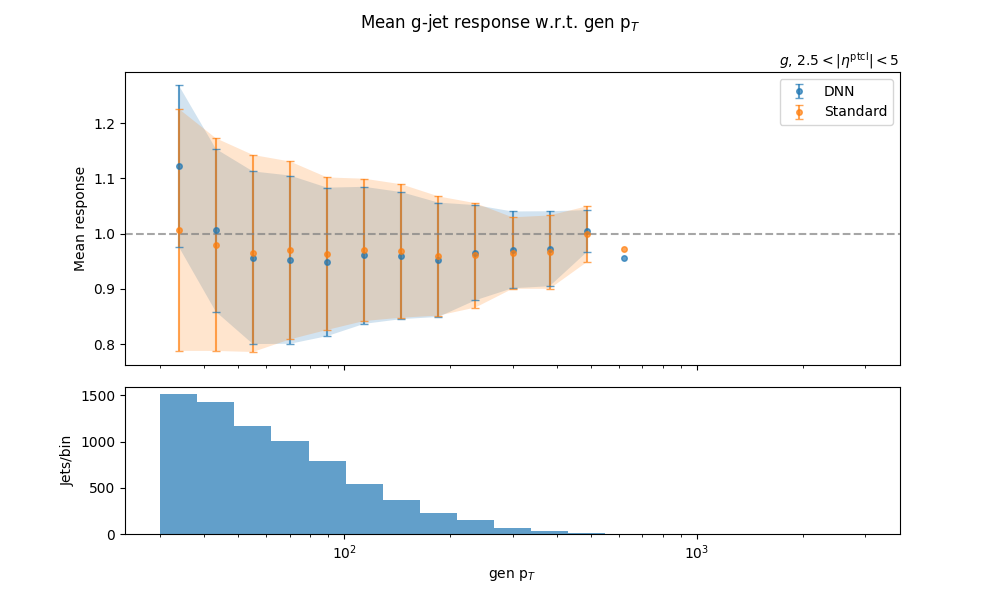 Mean g-jet response w.r.t. gen p_T
g, 2.5 < |η^ptcl| < 5
DNN
Standard
Mean response
1.2
1.1
1.0
0.9
0.8
Jets/bin
1500
1000
500
0
10^2
10^3
gen p_T